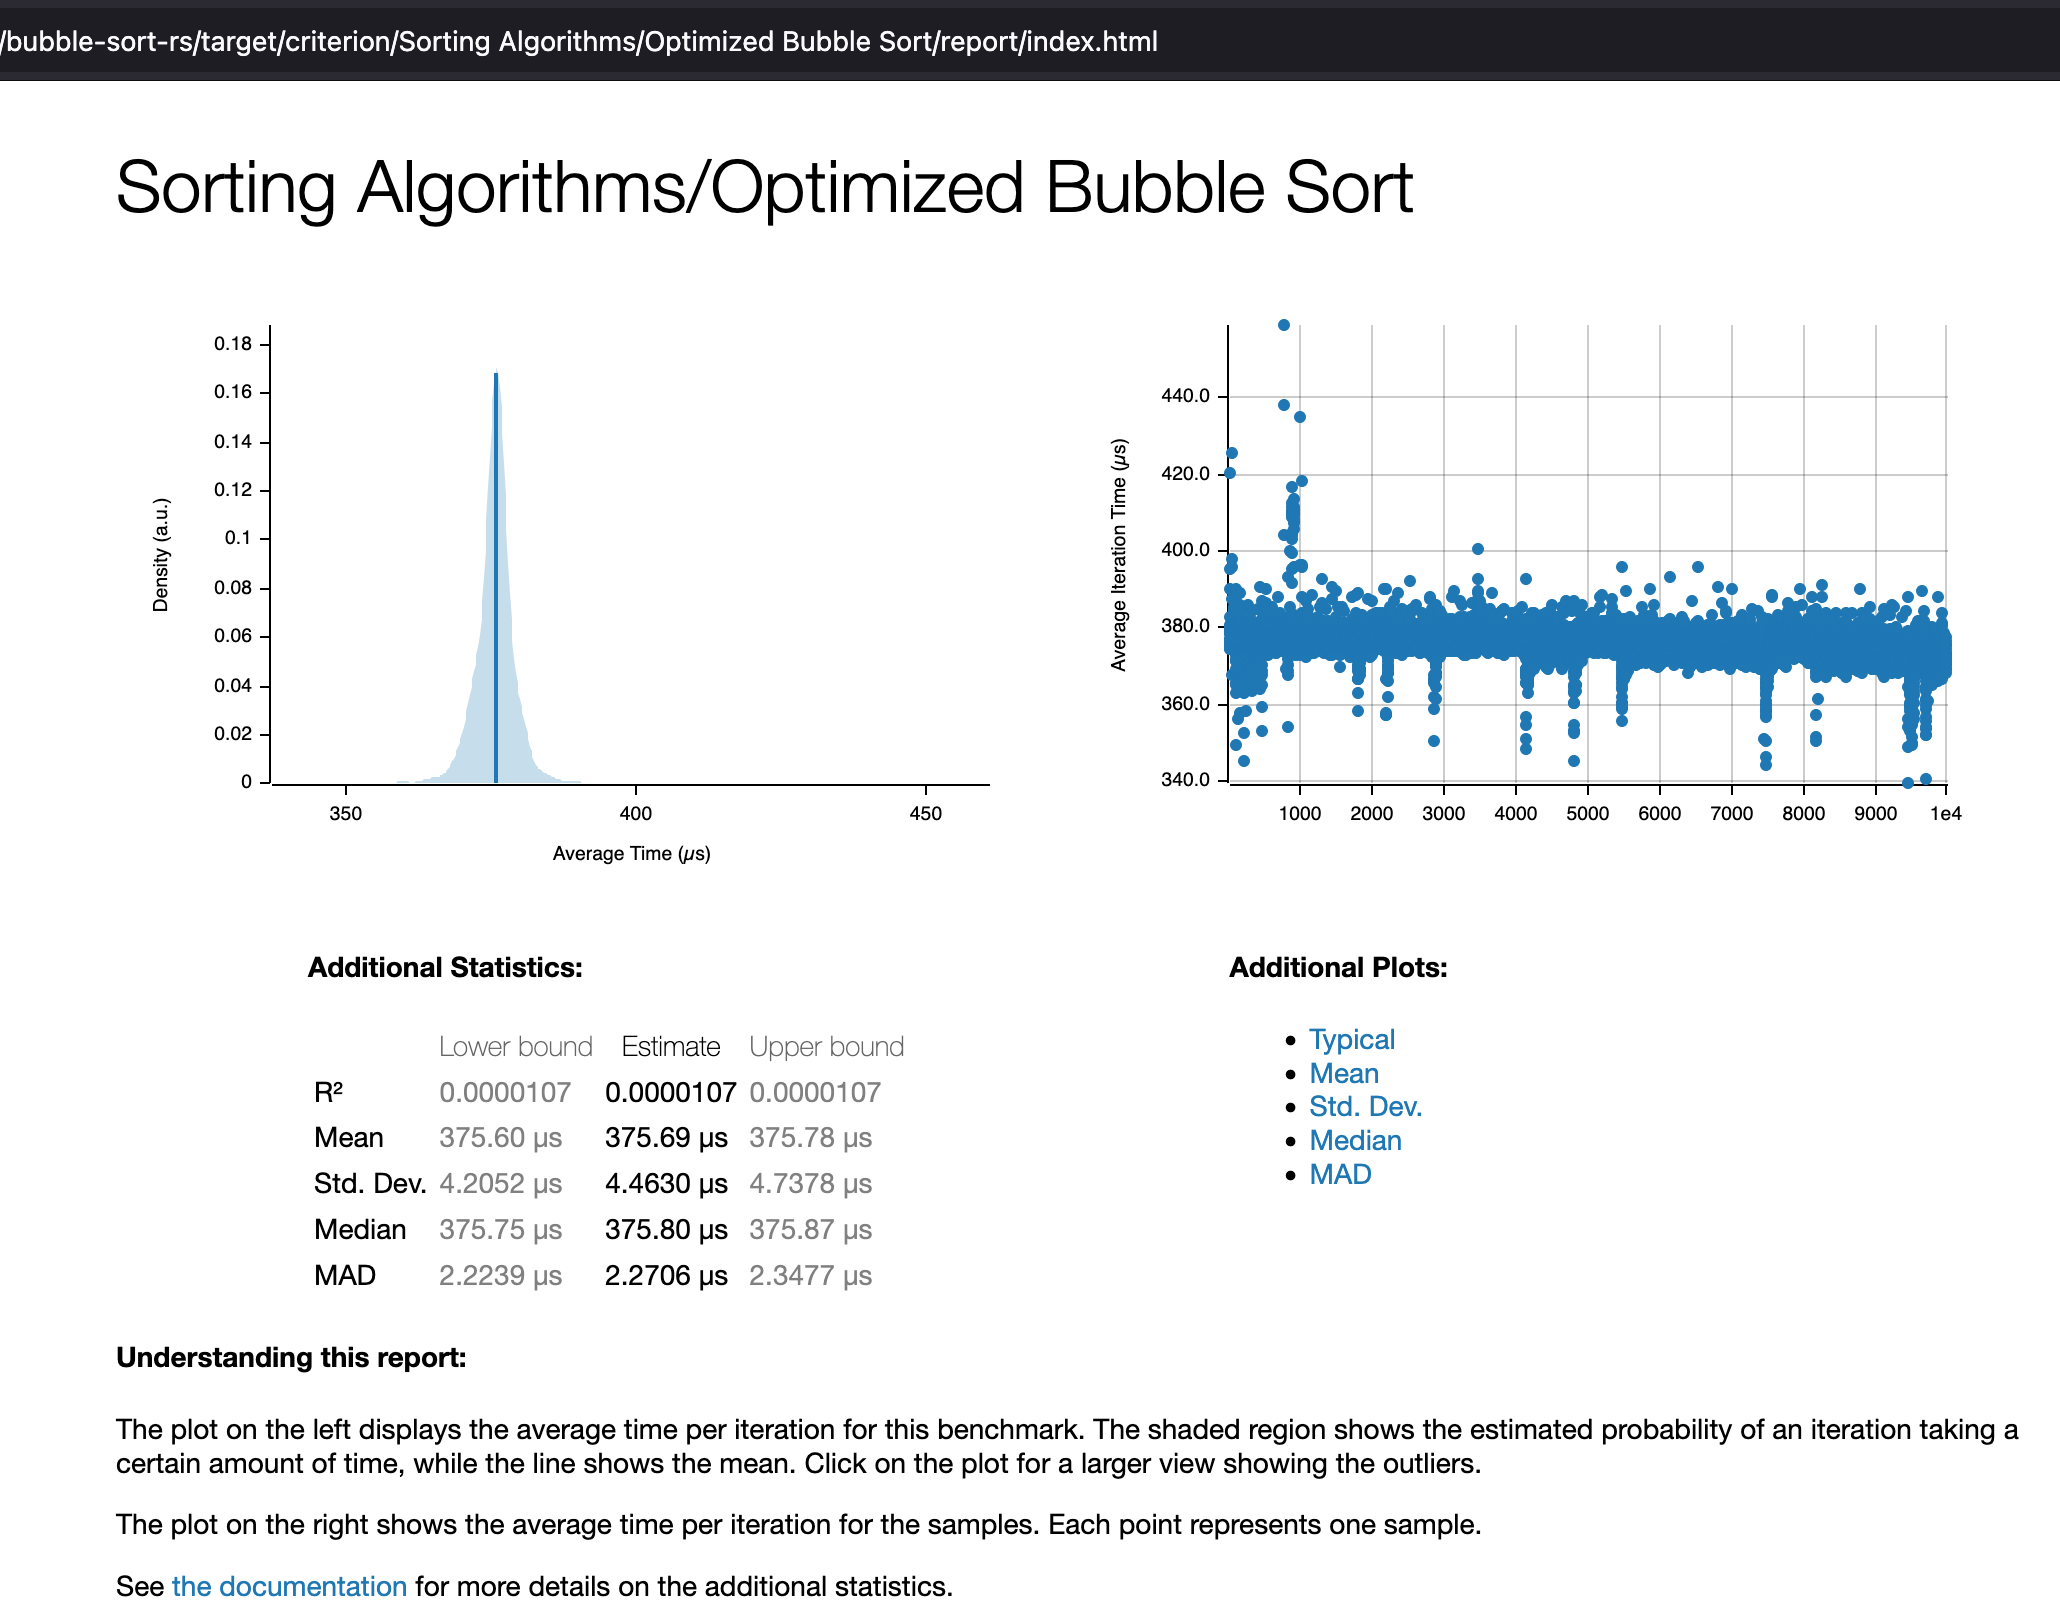 /bubble-sort-rs/target/criterion/Sorting Algorithms/Optimized Bubble Sort/report/index.html
Sorting Algorithms/Optimized Bubble Sort
0.18
0.16
0.14
0.12
0.1
0.08
0.06
0.04
0.02
0
Density (a.u.)
350 400 450
Average Time (µs)
440.0
420.0
400.0
380.0
360.0
340.0
Average Iteration Time (µs)
1000 2000 3000 4000 5000 6000 7000 8000 9000 1e4
Additional Statistics:
Lower bound Estimate Upper bound
R² 0.0000107 0.0000107 0.0000107
Mean 375.60 µs 375.69 µs 375.78 µs
Std. Dev. 4.2052 µs 4.4630 µs 4.7378 µs
Median 375.75 µs 375.80 µs 375.87 µs
MAD 2.2239 µs 2.2706 µs 2.3477 µs
Additional Plots:
Typical
Mean
Std. Dev.
Median
MAD
Understanding this report:
The plot on the left displays the average time per iteration for this benchmark. The shaded region shows the estimated probability of an iteration taking a
certain amount of time, while the line shows the mean. Click on the plot for a larger view showing the outliers.
The plot on the right shows the average time per iteration for the samples. Each point represents one sample.
See the documentation for more details on the additional statistics.